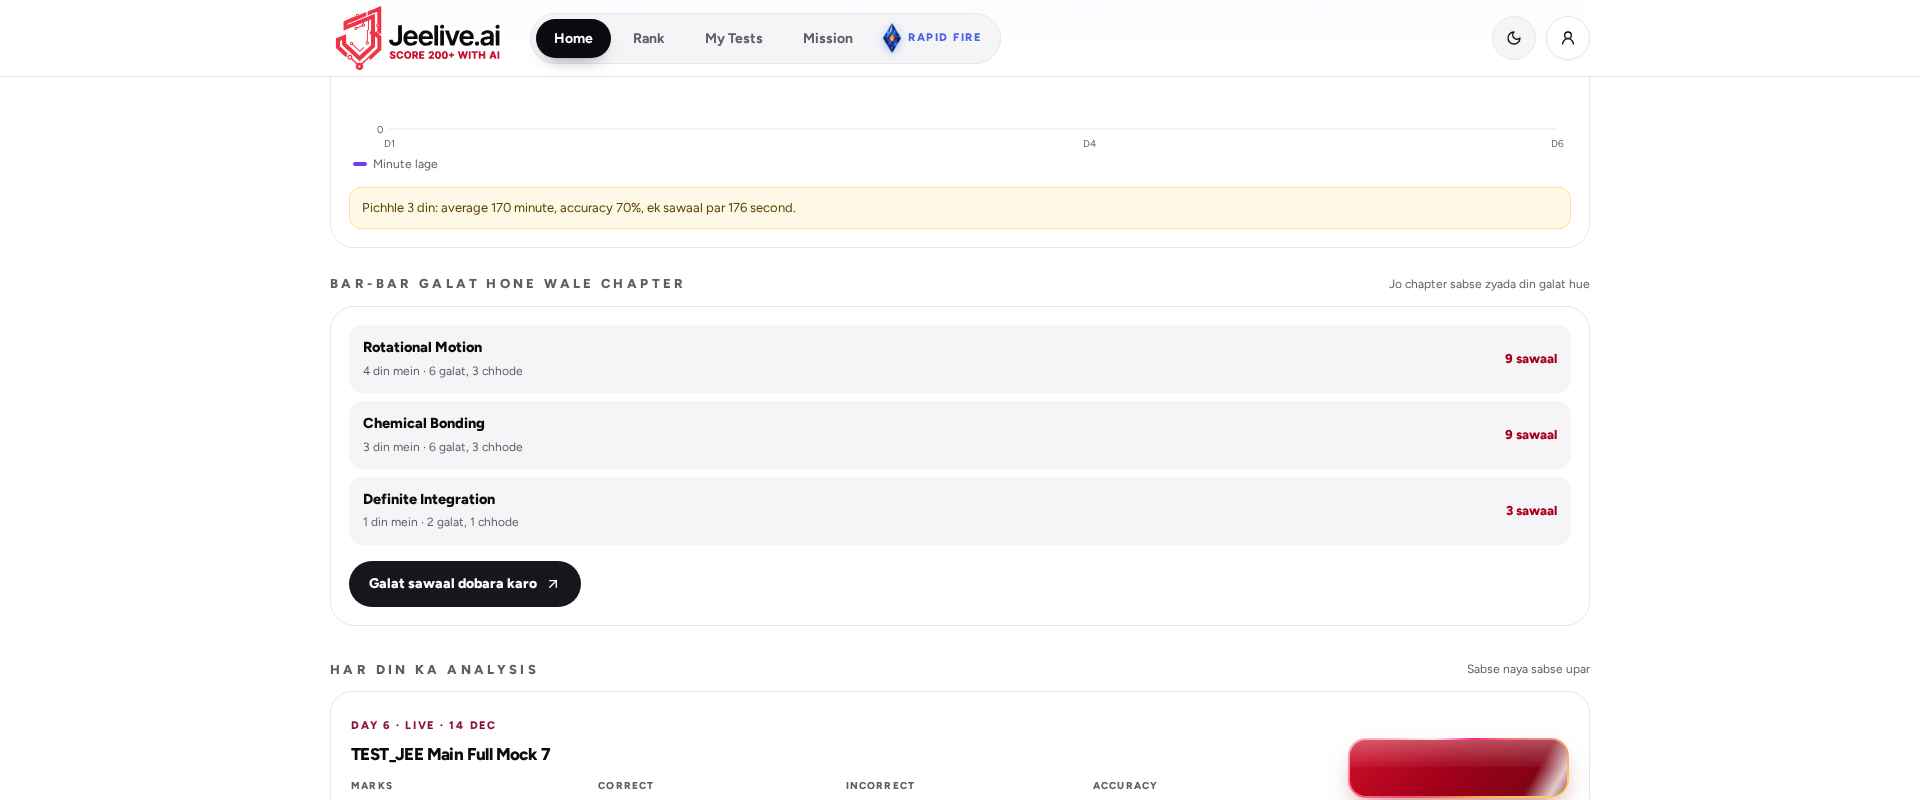 Jeelive.ai
SCORE 200+ WITH AI
Home
Rank
My Tests
Mission
RAPID FIRE
0
D1
D4
D6
Minute lage
Pichhle 3 din: average 170 minute, accuracy 70%, ek sawaal par 176 second.
BAR-BAR GALAT HONE WALE CHAPTER
Jo chapter sabse zyada din galat hue
Rotational Motion
4 din mein · 6 galat, 3 chhode
9 sawaal
Chemical Bonding
3 din mein · 6 galat, 3 chhode
9 sawaal
Definite Integration
1 din mein · 2 galat, 1 chhode
3 sawaal
Galat sawaal dobara karo
HAR DIN KA ANALYSIS
Sabse naya sabse upar
DAY 6 · LIVE · 14 DEC
TEST_JEE Main Full Mock 7
MARKS
CORRECT
INCORRECT
ACCURACY